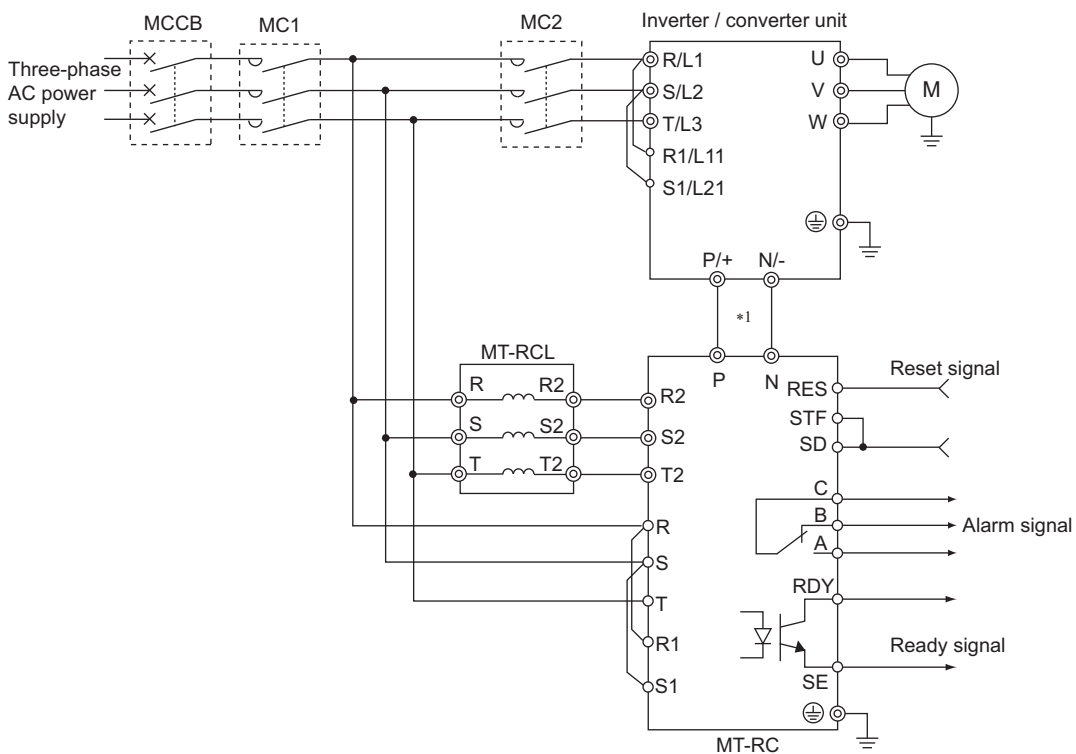 MCCB
MC1
MC2
Inverter / converter unit
Three-phase
AC power
supply
R/L1
S/L2
T/L3
R1/L11
S1/L21
U
V
W
M
P/+
N/-
*1
MT-RCL
R
R2
S
S2
T
T2
P
N
R2
S2
T2
R
S
T
R1
S1
RES
Reset signal
STF
SD
C
B
Alarm signal
A
RDY
Ready signal
SE
MT-RC